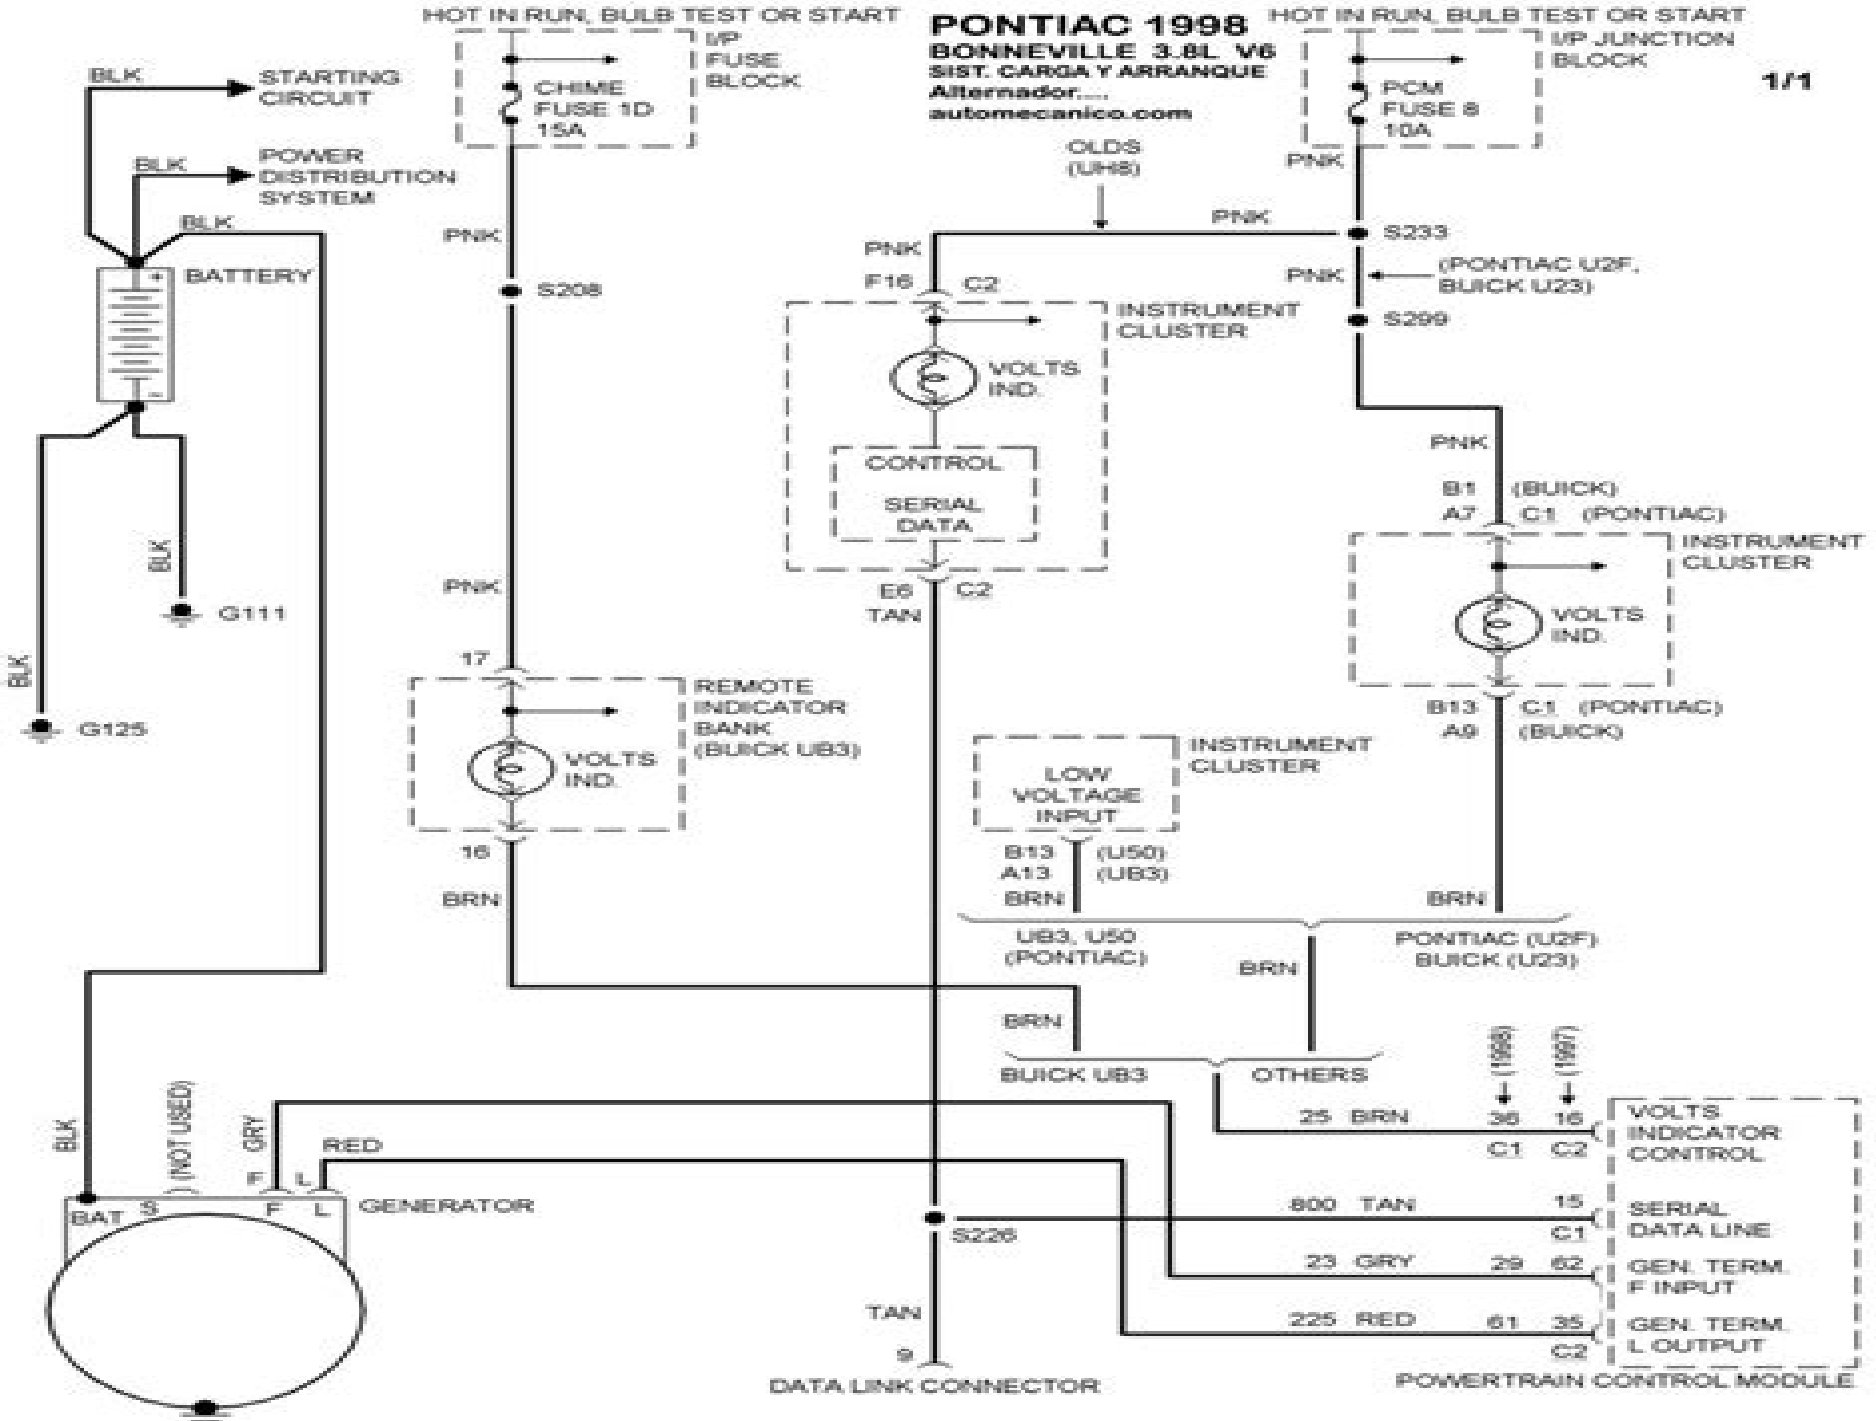 HOT IN RUN, BULB TEST OR START
PONTIAC 1998
BONNEVILLE 3.8L V6
SIST. CARGA Y ARRANQUE
Alternador....
automecanico.com
HOT IN RUN, BULB TEST OR START
1/1
I/P
FUSE
BLOCK
CHIME
FUSE 1D
15A
I/P JUNCTION
BLOCK
PCM
FUSE 8
10A
BLK
STARTING
CIRCUIT
BLK
POWER
DISTRIBUTION
SYSTEM
BLK
BATTERY
+
-
BLK
G111
BLK
G125
PNK
S208
PNK
17
REMOTE
INDICATOR
BANK
(BUICK UB3)
VOLTS
IND.
16
BRN
OLDS
(UH8)
PNK
PNK
PNK
S233
PNK
(PONTIAC U2F,
BUICK U23)
S299
F16 C2
INSTRUMENT
CLUSTER
VOLTS
IND.
CONTROL
SERIAL
DATA
E6 C2
TAN
PNK
B1 (BUICK)
A7 C1 (PONTIAC)
INSTRUMENT
CLUSTER
VOLTS
IND.
B13 C1 (PONTIAC)
A9 (BUICK)
INSTRUMENT
CLUSTER
LOW
VOLTAGE
INPUT
B13 (U50)
A13 (UB3)
BRN
BRN
UB3, U50
(PONTIAC)
PONTIAC (U2F)
BUICK (U23)
BRN
BRN
BUICK UB3
OTHERS
(1998)
(1997)
25 BRN 36 16
C1 C2
VOLTS
INDICATOR
CONTROL
800 TAN 15
C1
SERIAL
DATA LINE
23 GRY 29 62
GEN. TERM.
F INPUT
225 RED 61 35
C2
GEN. TERM.
L OUTPUT
POWERTRAIN CONTROL MODULE
BLK
(NOT USED)
GRY
RED
F L
BAT S F L
GENERATOR
S226
TAN
9
DATA LINK CONNECTOR